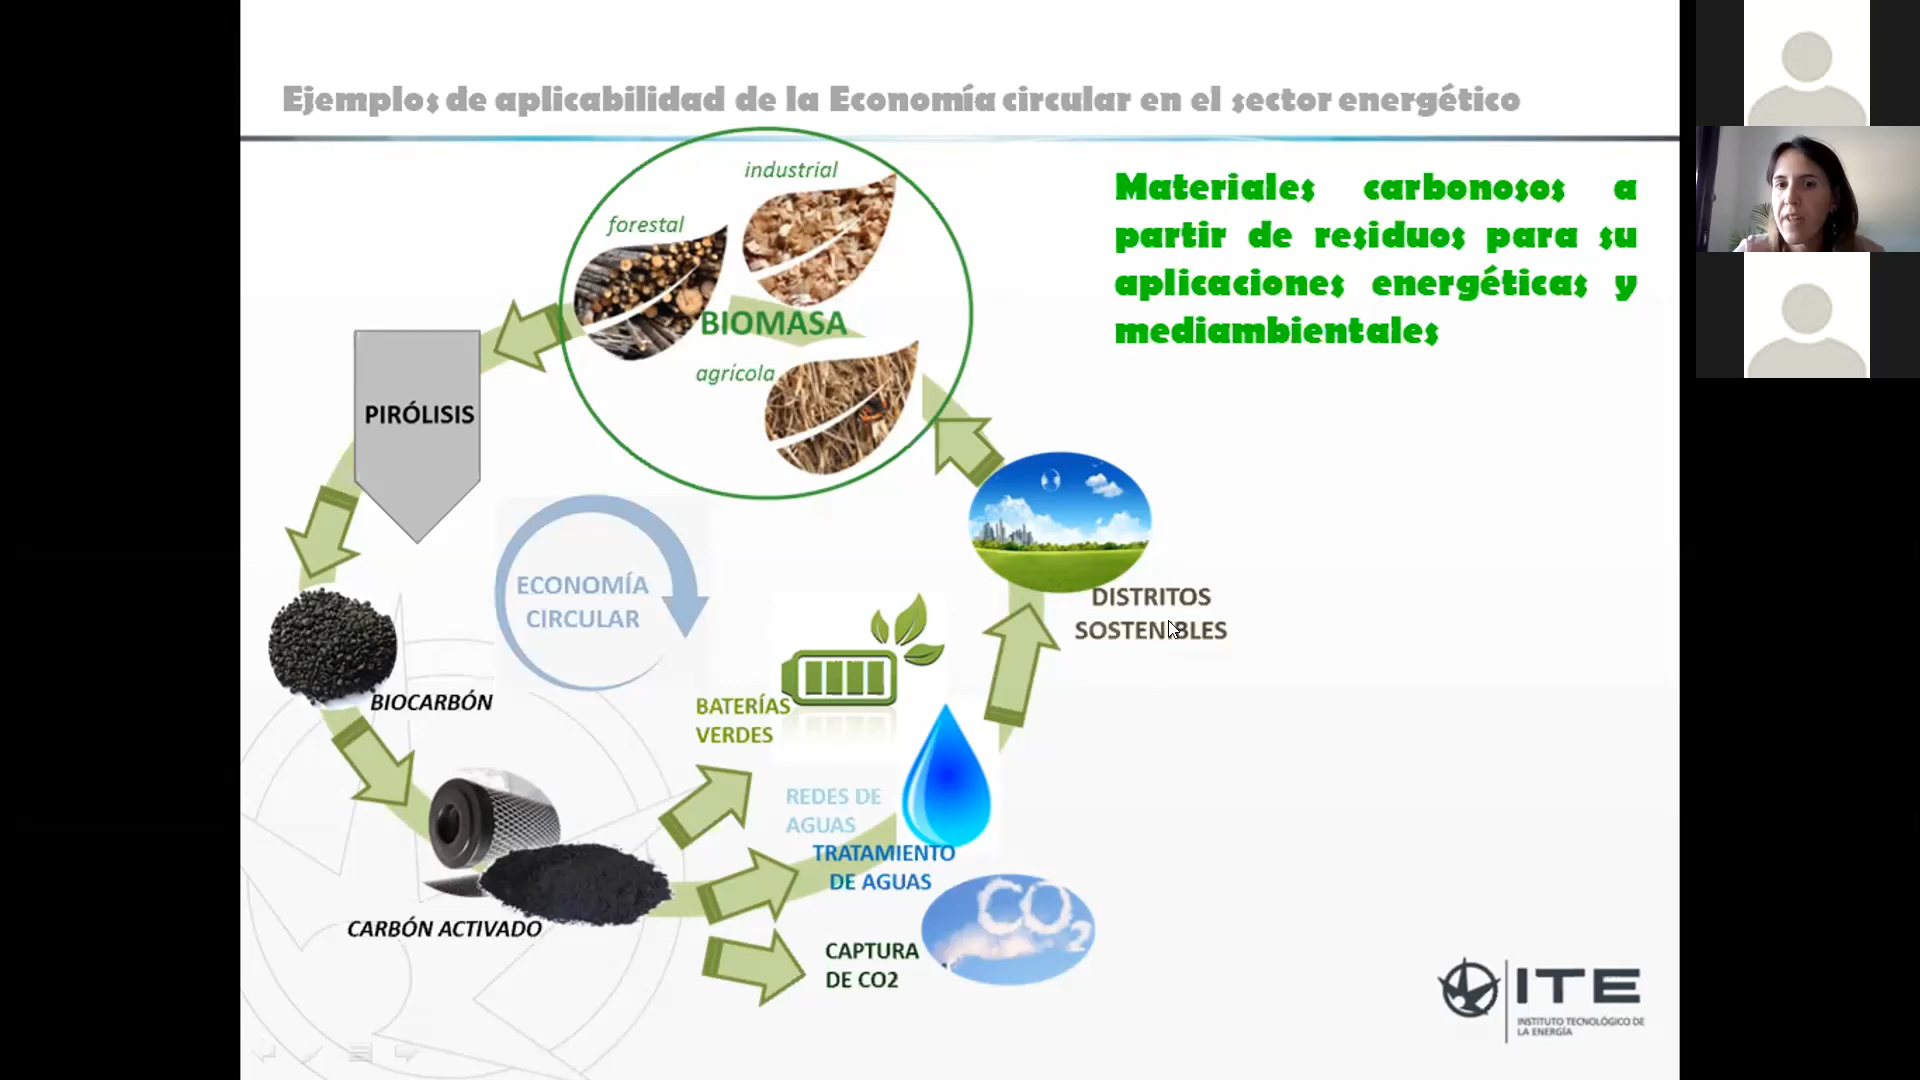 Ejemplos de aplicabilidad de la Economía circular en el sector energético
Materiales carbonosos a
partir de residuos para su
aplicaciones energéticas y
mediambientales
industrial
forestal
BIOMASA
agrícola
PIRÓLISIS
ECONOMÍA
CIRCULAR
DISTRITOS
SOSTENIBLES
BIOCARBÓN
BATERÍAS
VERDES
REDES DE
AGUAS
TRATAMIENTO
DE AGUAS
CO2
CARBÓN ACTIVADO
CAPTURA
DE CO2
ITE
INSTITUTO TECNOLÓGICO DE
LA ENERGÍA